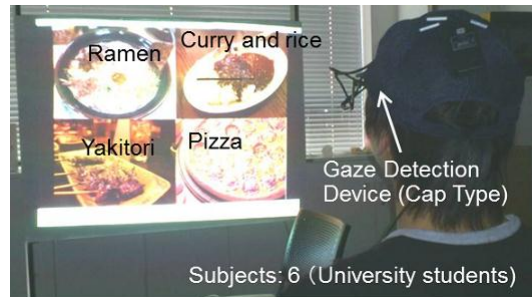 Ramen
Curry and rice
Yakitori
Pizza
Gaze Detection
Device (Cap Type)
Subjects: 6（University students）